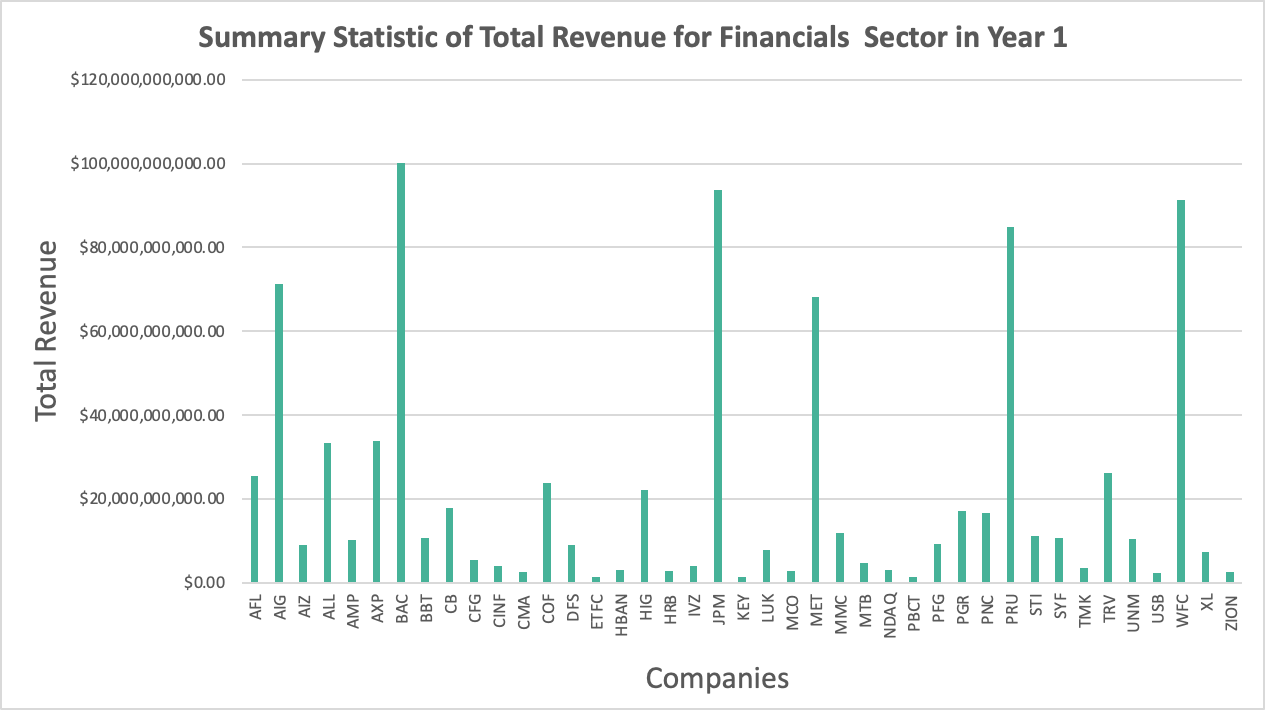 Summary Statistic of Total Revenue for Financials  Sector in Year 1
$120,000,000,000.00
$100,000,000,000.00
$80,000,000,000.00
$60,000,000,000.00
$40,000,000,000.00
$20,000,000,000.00
$0.00
Total Revenue
AFL
AIG
AIZ
ALL
AMP
AXP
BAC
BBT
CB
CFG
CINF
CMA
COF
DFS
ETFC
HBAN
HIG
HRB
IVZ
JPM
KEY
LUK
MCO
MET
MMC
MTB
NDAQ
PBCT
PFG
PGR
PNC
PRU
STI
SYF
TMK
TRV
UNM
USB
WFC
XL
ZION
Companies